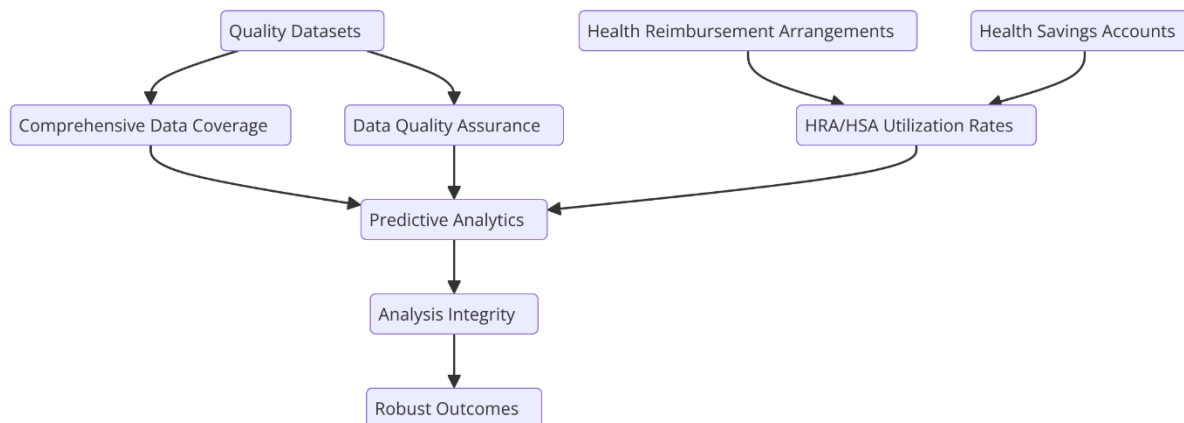 Quality Datasets
Health Reimbursement Arrangements
Health Savings Accounts
Comprehensive Data Coverage
Data Quality Assurance
HRA/HSA Utilization Rates
Predictive Analytics
Analysis Integrity
Robust Outcomes